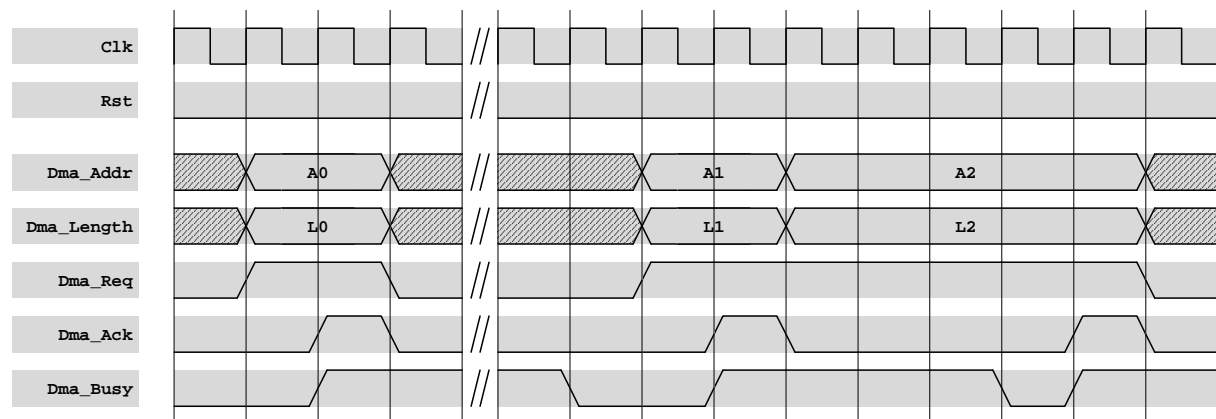 Clk
Rst
Dma_Addr A0 A1 A2
Dma_Length L0 L1 L2
Dma_Req
Dma_Ack
Dma_Busy